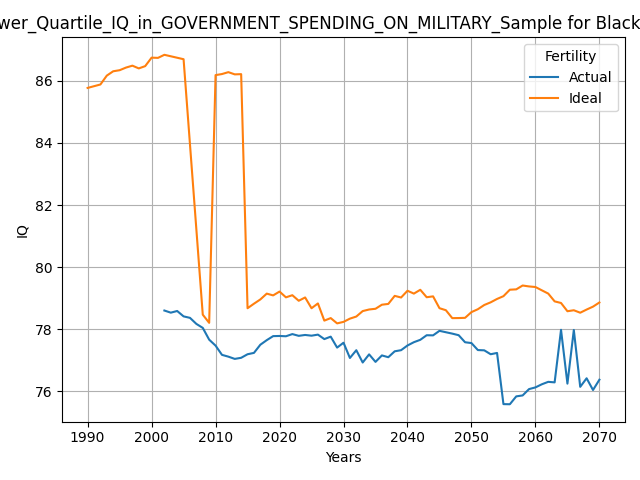 wer_Quartile_IQ_in_GOVERNMENT_SPENDING_ON_MILITARY_Sample for Black
Fertility
Actual
Ideal
86
84
82
80
78
76
IQ
1990 2000 2010 2020 2030 2040 2050 2060 2070
Years